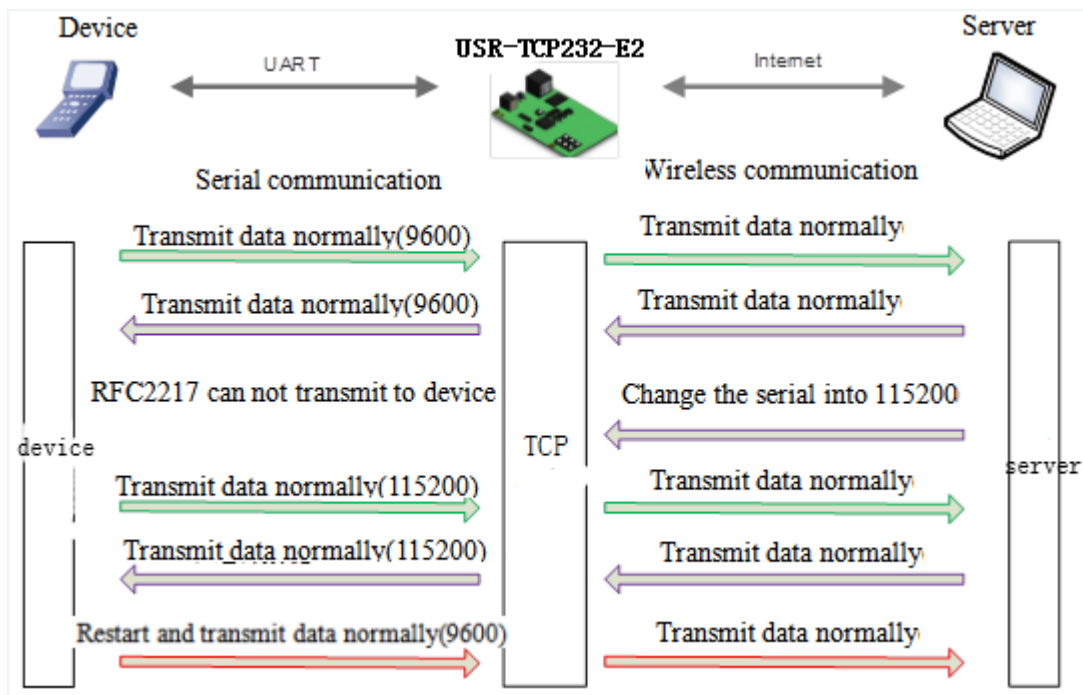 Device
Server
USR-TCP232-E2
UART
Internet
Serial communication
Wireless communication
Transmit data normally(9600)
Transmit data normally
Transmit data normally(9600)
Transmit data normally
RFC2217 can not transmit to device
Change the serial into 115200
device
TCP
server
Transmit data normally(115200)
Transmit data normally
Transmit data normally(115200)
Transmit data normally
Restart and transmit data normally(9600)
Transmit data normally